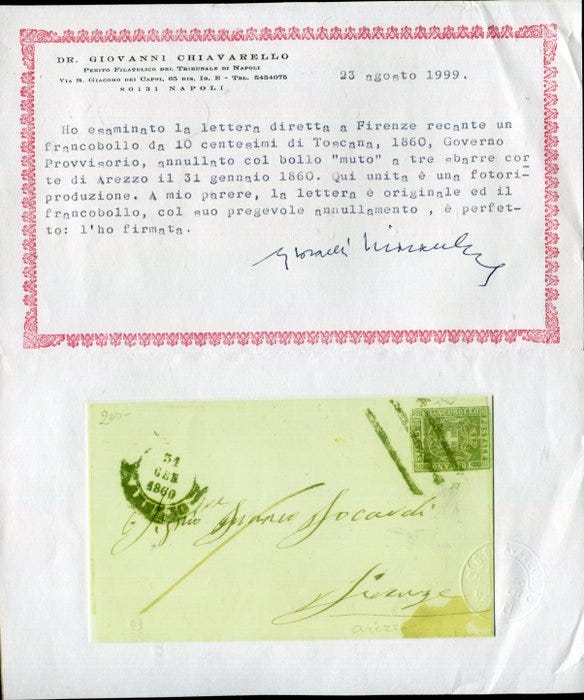 DR. GIOVANNI CHIAVARELLO
PERITO FILATELICO DEL TRIBUNALE DI NAPOLI
VIA S. GIACOMO DEI CAPRI, 65 BIS, IS. E - TEL. 5454075
80131 NAPOLI
23 agosto 1999.
Ho esaminato la lettera diretta a Firenze recante un
francobollo da 10 centesimi di Toscana, 1860, Governo
Provvisorio, annullato col bollo "muto" a tre sbarre cor
te di Arezzo il 31 gennaio 1860. Qui unita è una fotori-
produzione. A mio parere, la lettera è originale ed il
francobollo, col suo pregevole annullamento , è perfet-
to: l'ho firmata.
200-
FRANCOBOLLO
31
GEN
1860
AREZZO
Firenze
arezzo